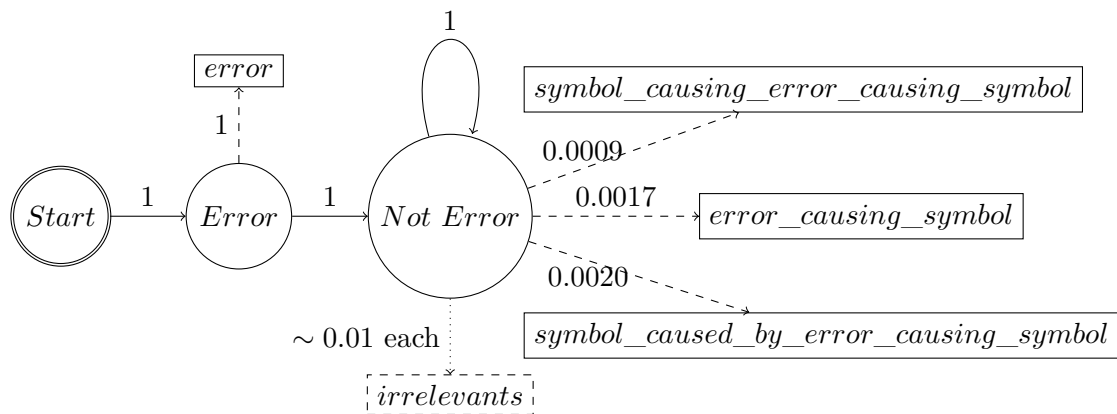 1
error
symbol_causing_error_causing_symbol
1
0.0009
Start
1
Error
1
Not Error
0.0017
error_causing_symbol
0.0020
symbol_caused_by_error_causing_symbol
∼ 0.01 each
irrelevants